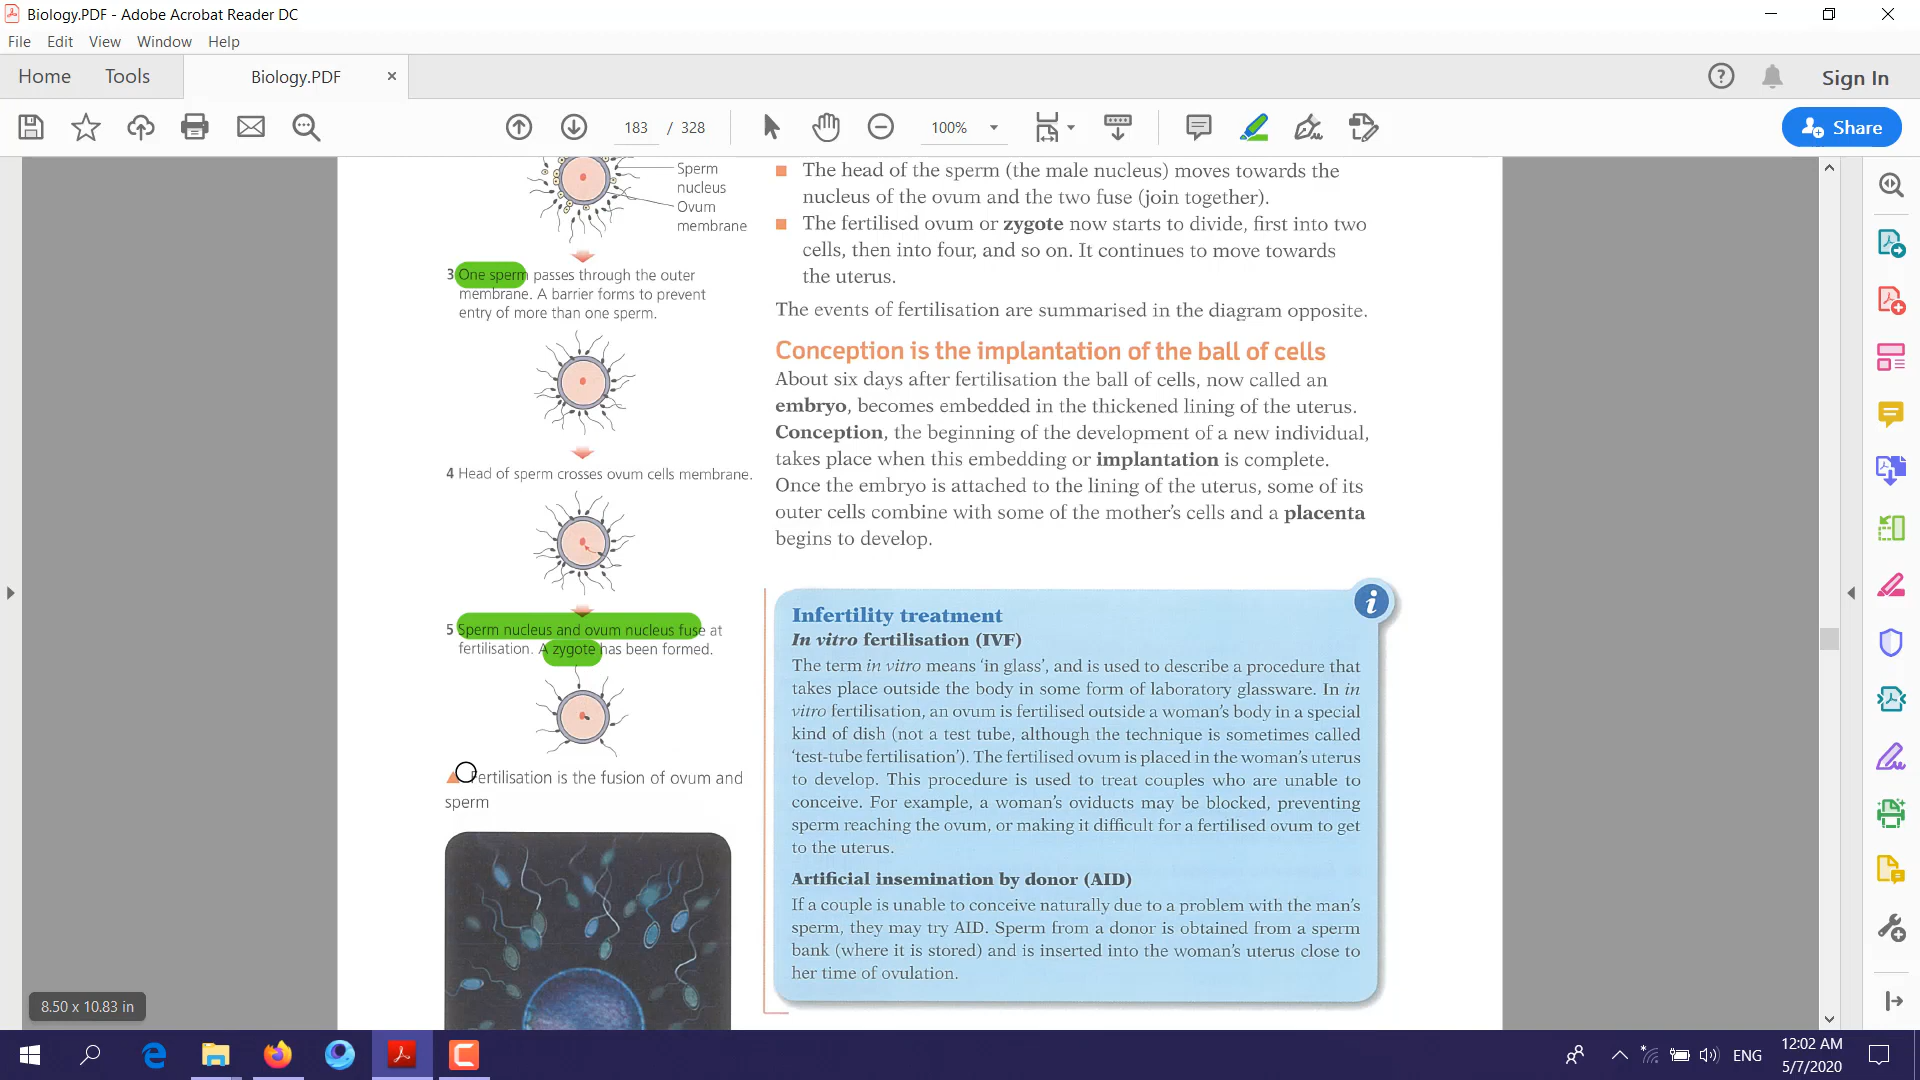 Biology.PDF - Adobe Acrobat Reader DC
File Edit View Window Help
Home Tools Biology.PDF × Sign In
183 / 328 100% Share
Sperm
nucleus
Ovum
membrane
3 One sperm passes through the outer
membrane. A barrier forms to prevent
entry of more than one sperm.
4 Head of sperm crosses ovum cells membrane.
5 Sperm nucleus and ovum nucleus fuse at
fertilisation. A zygote has been formed.
Fertilisation is the fusion of ovum and
sperm
The head of the sperm (the male nucleus) moves towards the
nucleus of the ovum and the two fuse (join together).
The fertilised ovum or zygote now starts to divide, first into two
cells, then into four, and so on. It continues to move towards
the uterus.
The events of fertilisation are summarised in the diagram opposite.
Conception is the implantation of the ball of cells
About six days after fertilisation the ball of cells, now called an
embryo, becomes embedded in the thickened lining of the uterus.
Conception, the beginning of the development of a new individual,
takes place when this embedding or implantation is complete.
Once the embryo is attached to the lining of the uterus, some of its
outer cells combine with some of the mother's cells and a placenta
begins to develop.
i
Infertility treatment
In vitro fertilisation (IVF)
The term in vitro means 'in glass', and is used to describe a procedure that
takes place outside the body in some form of laboratory glassware. In in
vitro fertilisation, an ovum is fertilised outside a woman's body in a special
kind of dish (not a test tube, although the technique is sometimes called
'test-tube fertilisation'). The fertilised ovum is placed in the woman's uterus
to develop. This procedure is used to treat couples who are unable to
conceive. For example, a woman's oviducts may be blocked, preventing
sperm reaching the ovum, or making it difficult for a fertilised ovum to get
to the uterus.
Artificial insemination by donor (AID)
If a couple is unable to conceive naturally due to a problem with the man's
sperm, they may try AID. Sperm from a donor is obtained from a sperm
bank (where it is stored) and is inserted into the woman's uterus close to
her time of ovulation.
8.50 x 10.83 in
ENG
12:02 AM
5/7/2020